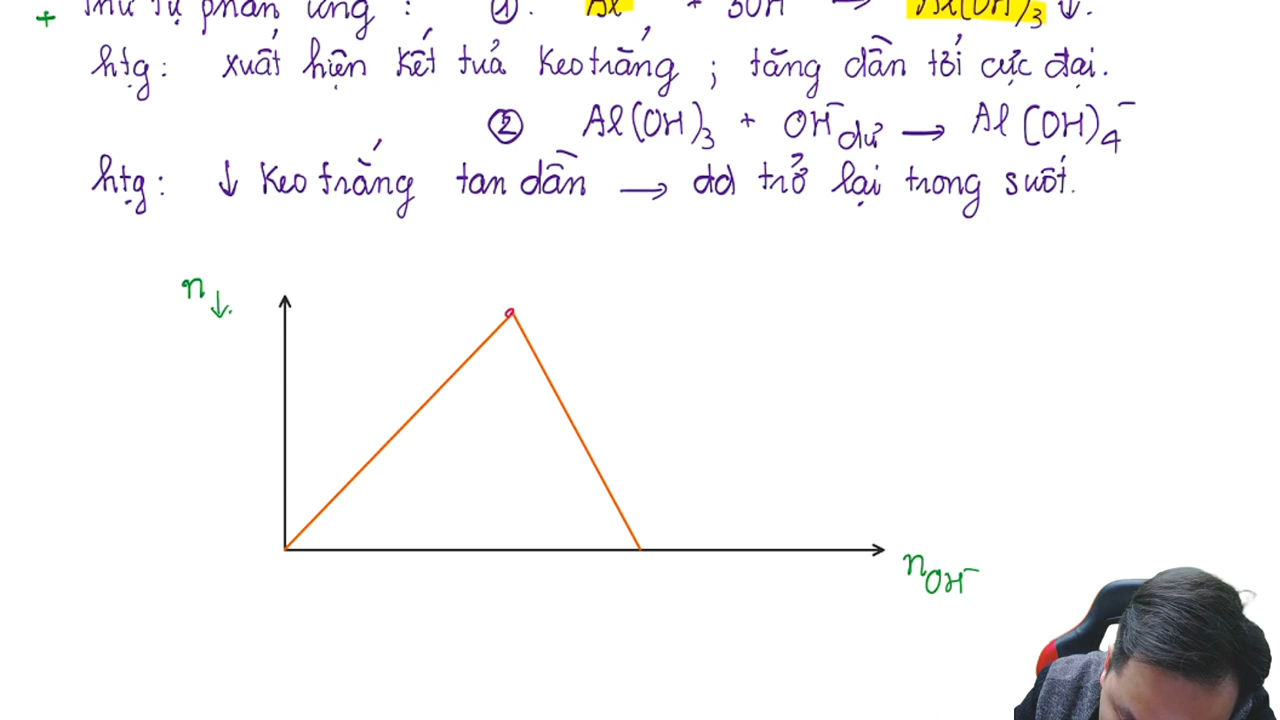 + Thứ tự phản ứng : ①. Al + 3OH → Al(OH)₃ ↓.
htg: xuất hiện kết tủa keo trắng ; tăng dần tới cực đại.
② Al(OH)₃ + OH⁻dư → Al(OH)₄⁻
htg: ↓ keo trắng tan dần → dd trở lại trong suốt.
n↓.
nOH⁻